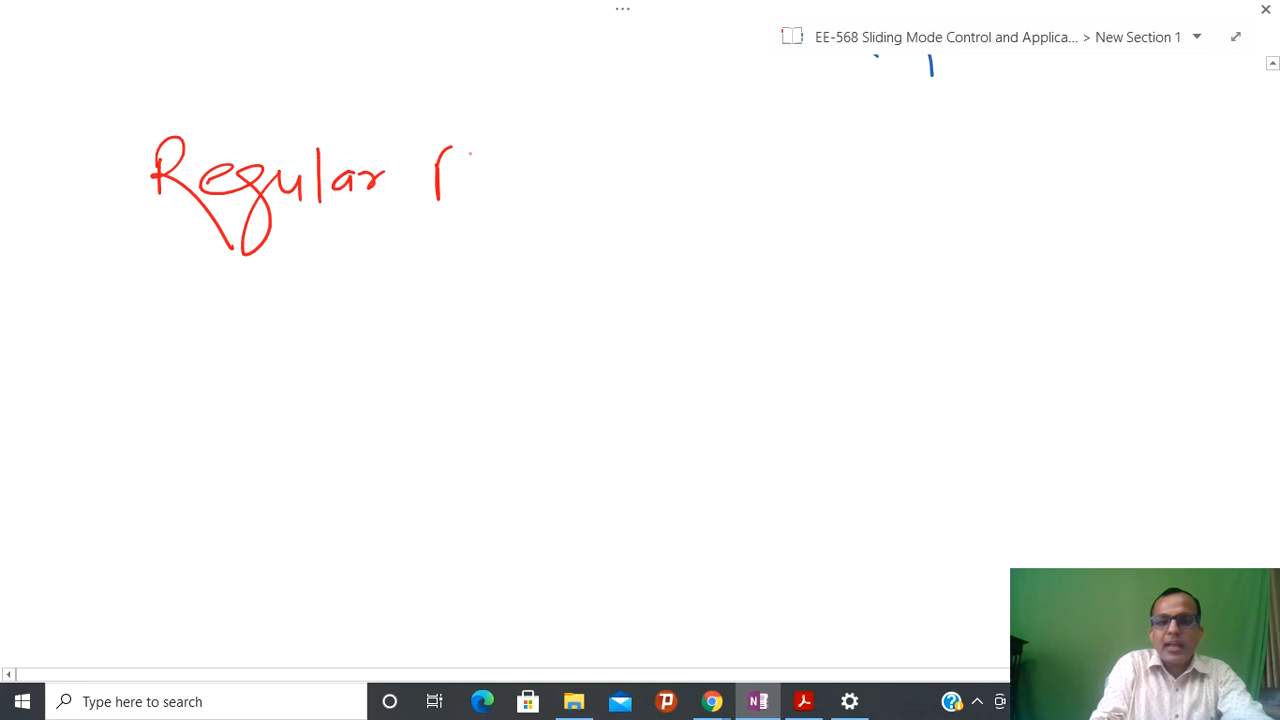 EE-568 Sliding Mode Control and Applica... > New Section 1
Regular
Type here to search